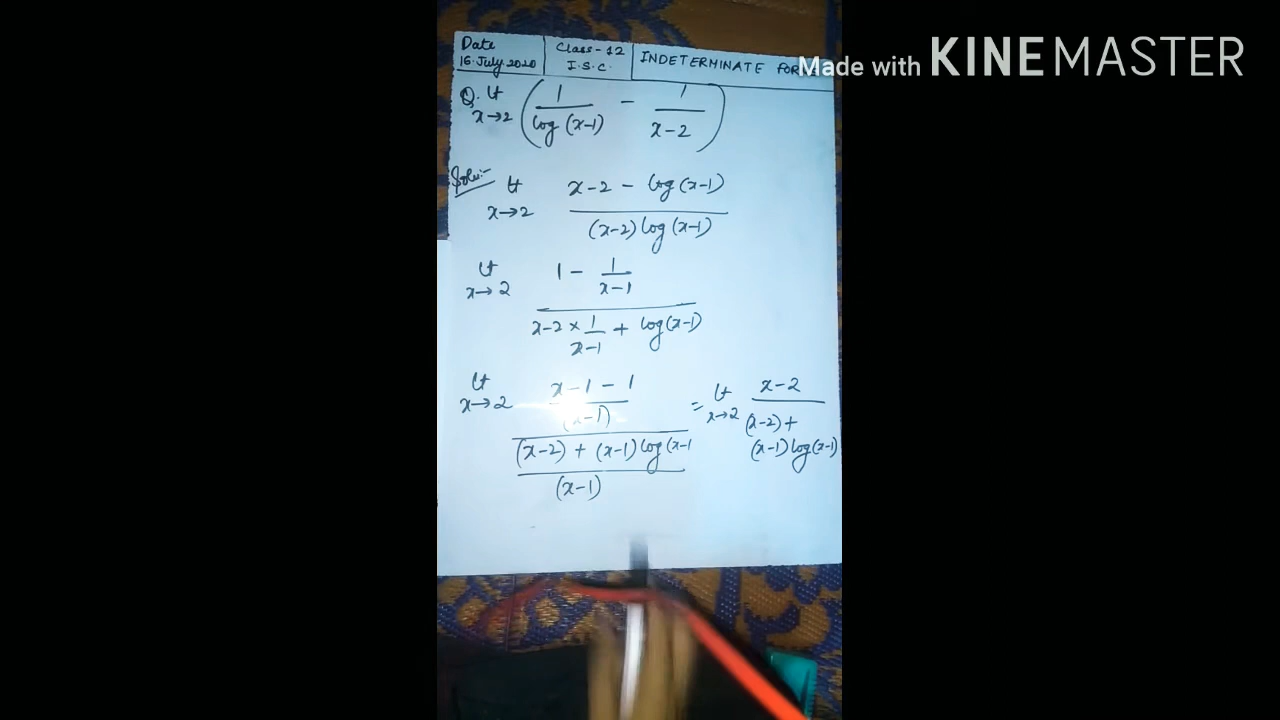 Made with KINEMASTER
Date
16 July 2020
Class-12
I.S.C.
INDETERMINATE FOR
Q. Lt x→2 ( 1/log(x-1) - 1/x-2 )
Solu:-
Lt x→2 x-2 - log(x-1) / (x-2) log(x-1)
Lt x→2 1 - 1/x-1 / x-2 × 1/x-1 + log(x-1)
Lt x→2 x-1-1 / (x-1) / (x-2) + (x-1) log(x-1 / (x-1)
= Lt x→2 x-2 / (x-2) +
(x-1) log(x-1)